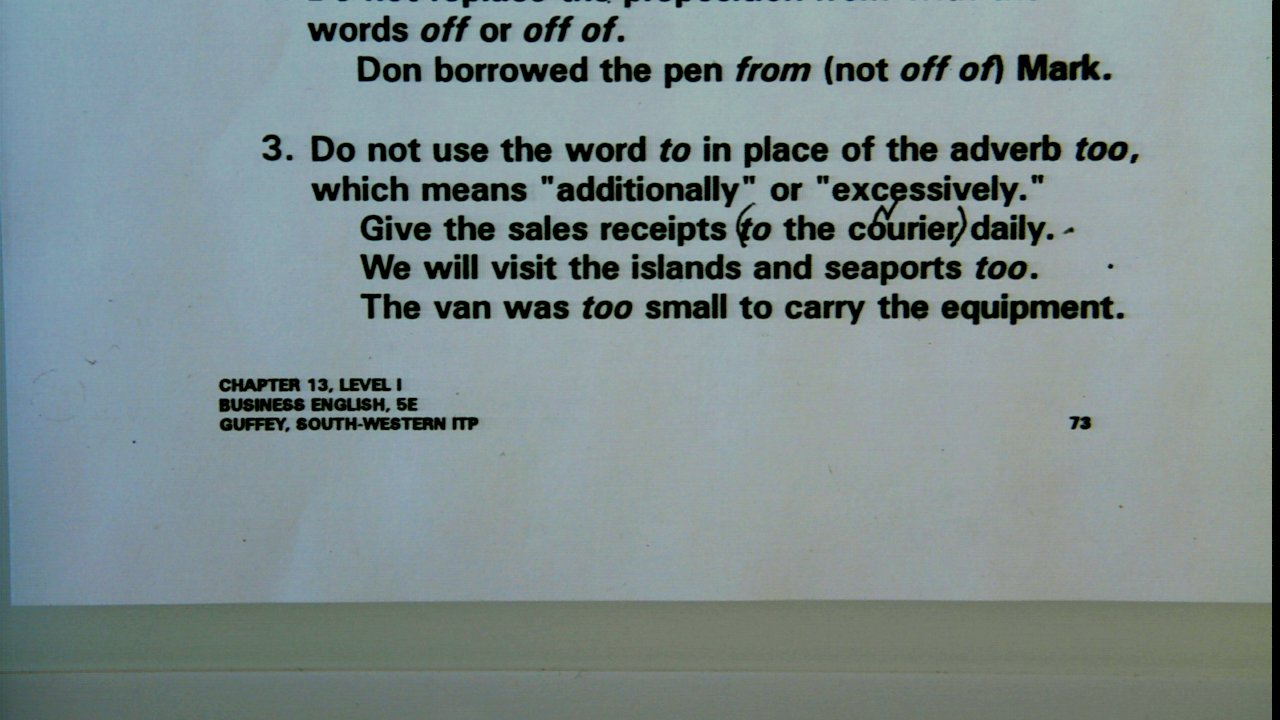 words off or off of.
Don borrowed the pen from (not off of) Mark.
3. Do not use the word to in place of the adverb too,
which means "additionally" or "excessively."
Give the sales receipts (to the courier) daily.
We will visit the islands and seaports too.
The van was too small to carry the equipment.
CHAPTER 13, LEVEL I
BUSINESS ENGLISH, 5E
GUFFEY, SOUTH-WESTERN ITP
73